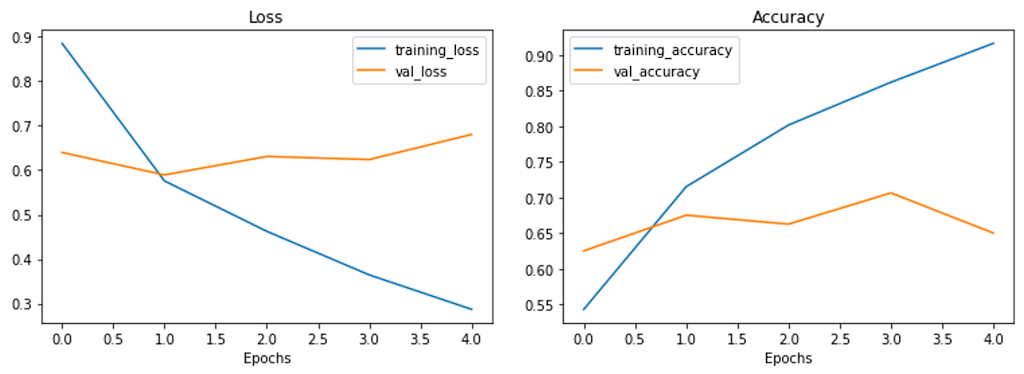 Loss
0.9
0.8
0.7
0.6
0.5
0.4
0.3
training_loss
val_loss
0.0 0.5 1.0 1.5 2.0 2.5 3.0 3.5 4.0
Epochs
Accuracy
0.90
0.85
0.80
0.75
0.70
0.65
0.60
0.55
training_accuracy
val_accuracy
0.0 0.5 1.0 1.5 2.0 2.5 3.0 3.5 4.0
Epochs